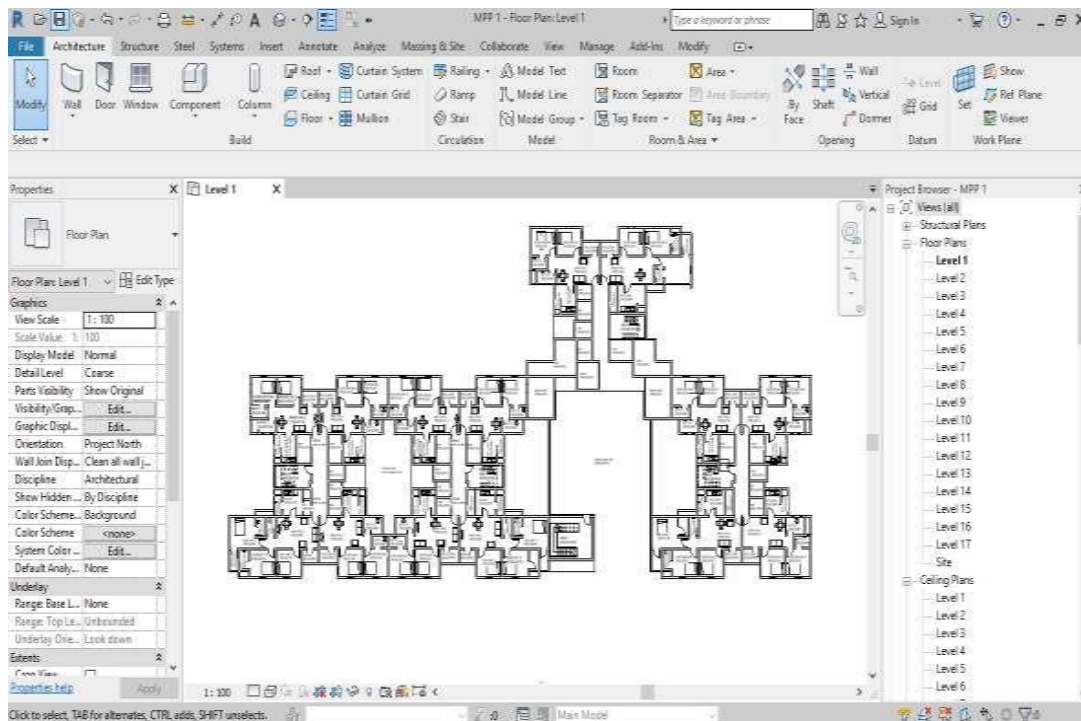 MPP 1 - Floor Plan: Level 1
Type a keyword or phrase
Sign In
File Architecture Structure Steel Systems Insert Annotate Analyze Massing & Site Collaborate View Manage Add-Ins Modify
Modify Wall Door Window Component Column
Roof Curtain System Railing Model Text Room Area Wall Level Show
Ceiling Curtain Grid Ramp Model Line Room Separator Area Boundary By Face Shaft Vertical Grid Set Ref Plane
Floor Mullion Stair Model Group Tag Room Tag Area Dormer Viewer
Select Build Circulation Model Room & Area Opening Datum Work Plane
Properties X
Level 1 X
Project Browser - MPP 1
Floor Plan
Floor Plan: Level 1 Edit Type
Graphics
View Scale 1 : 100
Scale Value 1: 100
Display Model Normal
Detail Level Coarse
Parts Visibility Show Original
Visibility/Grap... Edit...
Graphic Displ... Edit...
Orientation Project North
Wall Join Disp... Clean all wall j...
Discipline Architectural
Show Hidden ... By Discipline
Color Scheme... Background
Color Scheme <none>
System Color ... Edit...
Default Analy... None
Underlay
Range: Base L... None
Range: Top Le... Unbounded
Underlay Orie... Look down
Extents
Crop View
Properties help Apply
Views (all)
Structural Plans
Floor Plans
Level 1
Level 2
Level 3
Level 4
Level 5
Level 6
Level 7
Level 8
Level 9
Level 10
Level 11
Level 12
Level 13
Level 14
Level 15
Level 16
Level 17
Site
Ceiling Plans
Level 1
Level 2
Level 3
Level 4
Level 5
Level 6
1 : 100
Click to select, TAB for alternates, CTRL adds, SHIFT unselects.
:0 Main Model